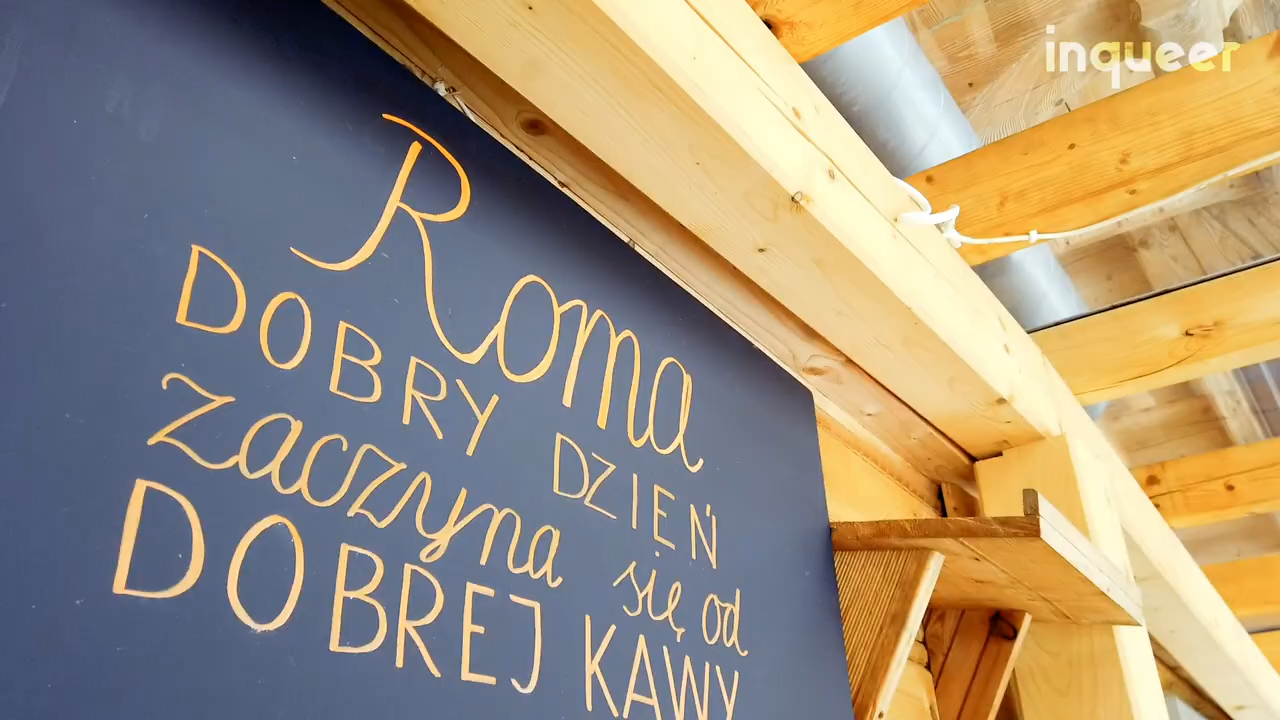 inqueer
Roma
DOBRY DZIEŃ
zaczyna się od
DOBREJ KAWY